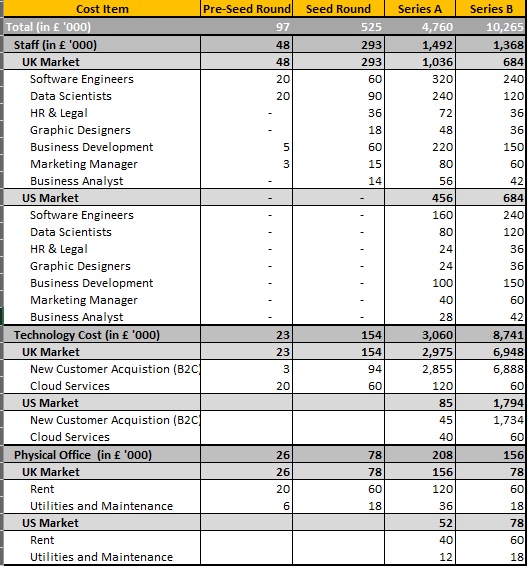 Cost Item Pre-Seed Round Seed Round Series A Series B
Total (in £ '000) 97 525 4,760 10,265
Staff (in £ '000) 48 293 1,492 1,368
UK Market 48 293 1,036 684
Software Engineers 20 60 320 240
Data Scientists 20 90 240 120
HR & Legal - 36 72 36
Graphic Designers - 18 48 36
Business Development 5 60 220 150
Marketing Manager 3 15 80 60
Business Analyst - 14 56 42
US Market - - 456 684
Software Engineers - - 160 240
Data Scientists - - 80 120
HR & Legal - - 24 36
Graphic Designers - - 24 36
Business Development - - 100 150
Marketing Manager - - 40 60
Business Analyst - - 28 42
Technology Cost (in £ '000) 23 154 3,060 8,741
UK Market 23 154 2,975 6,948
New Customer Acquistion (B2C) 3 94 2,855 6,888
Cloud Services 20 60 120 60
US Market 85 1,794
New Customer Acquistion (B2C) 45 1,734
Cloud Services 40 60
Physical Office (in £ '000) 26 78 208 156
UK Market 26 78 156 78
Rent 20 60 120 60
Utilities and Maintenance 6 18 36 18
US Market 52 78
Rent 40 60
Utilities and Maintenance 12 18